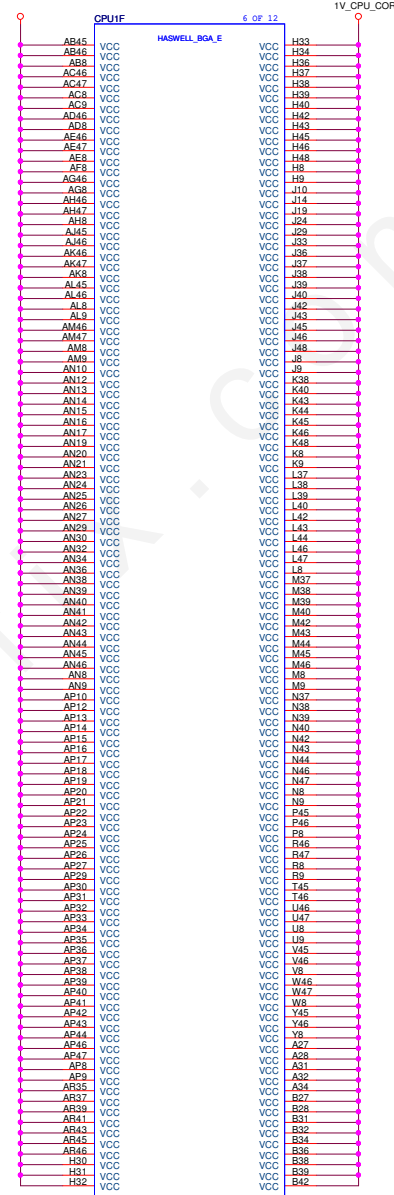 1V_CPU_COR
CPU1F 6 OF 12
HASWELL_BGA_E
AB45 VCC VCC H33
AB46 VCC VCC H34
AB8 VCC VCC H36
AC46 VCC VCC H37
AC47 VCC VCC H38
AC8 VCC VCC H39
AC9 VCC VCC H40
AD46 VCC VCC H42
AD8 VCC VCC H43
AE46 VCC VCC H45
AE47 VCC VCC H46
AE8 VCC VCC H48
AF8 VCC VCC H8
AG46 VCC VCC H9
AG8 VCC VCC J10
AH46 VCC VCC J14
AH47 VCC VCC J19
AH8 VCC VCC J24
AJ45 VCC VCC J29
AJ46 VCC VCC J33
AK46 VCC VCC J36
AK47 VCC VCC J37
AK8 VCC VCC J38
AL45 VCC VCC J39
AL46 VCC VCC J40
AL8 VCC VCC J42
AL9 VCC VCC J43
AM46 VCC VCC J45
AM47 VCC VCC J46
AM8 VCC VCC J48
AM9 VCC VCC J8
AN10 VCC VCC J9
AN12 VCC VCC K38
AN13 VCC VCC K40
AN14 VCC VCC K43
AN15 VCC VCC K44
AN16 VCC VCC K45
AN17 VCC VCC K46
AN19 VCC VCC K48
AN20 VCC VCC K8
AN21 VCC VCC K9
AN23 VCC VCC L37
AN24 VCC VCC L38
AN25 VCC VCC L39
AN26 VCC VCC L40
AN27 VCC VCC L42
AN29 VCC VCC L43
AN30 VCC VCC L44
AN32 VCC VCC L46
AN34 VCC VCC L47
AN36 VCC VCC L8
AN38 VCC VCC M37
AN39 VCC VCC M38
AN40 VCC VCC M39
AN41 VCC VCC M40
AN42 VCC VCC M42
AN43 VCC VCC M43
AN44 VCC VCC M44
AN45 VCC VCC M45
AN46 VCC VCC M46
AN8 VCC VCC M8
AN9 VCC VCC M9
AP10 VCC VCC N37
AP12 VCC VCC N38
AP13 VCC VCC N39
AP14 VCC VCC N40
AP15 VCC VCC N42
AP16 VCC VCC N43
AP17 VCC VCC N44
AP18 VCC VCC N46
AP19 VCC VCC N47
AP20 VCC VCC N8
AP21 VCC VCC N9
AP22 VCC VCC P45
AP23 VCC VCC P46
AP24 VCC VCC P8
AP25 VCC VCC R46
AP26 VCC VCC R47
AP27 VCC VCC R8
AP29 VCC VCC R9
AP30 VCC VCC T45
AP31 VCC VCC T46
AP32 VCC VCC U46
AP33 VCC VCC U47
AP34 VCC VCC U8
AP35 VCC VCC U9
AP36 VCC VCC V45
AP37 VCC VCC V46
AP38 VCC VCC V8
AP39 VCC VCC W46
AP40 VCC VCC W47
AP41 VCC VCC W8
AP42 VCC VCC Y45
AP43 VCC VCC Y46
AP44 VCC VCC Y8
AP46 VCC VCC A27
AP47 VCC VCC A28
AP8 VCC VCC A31
AP9 VCC VCC A32
AR35 VCC VCC A34
AR37 VCC VCC B27
AR39 VCC VCC B28
AR41 VCC VCC B31
AR43 VCC VCC B32
AR45 VCC VCC B34
AR46 VCC VCC B36
H30 VCC VCC B38
H31 VCC VCC B39
H32 VCC VCC B42